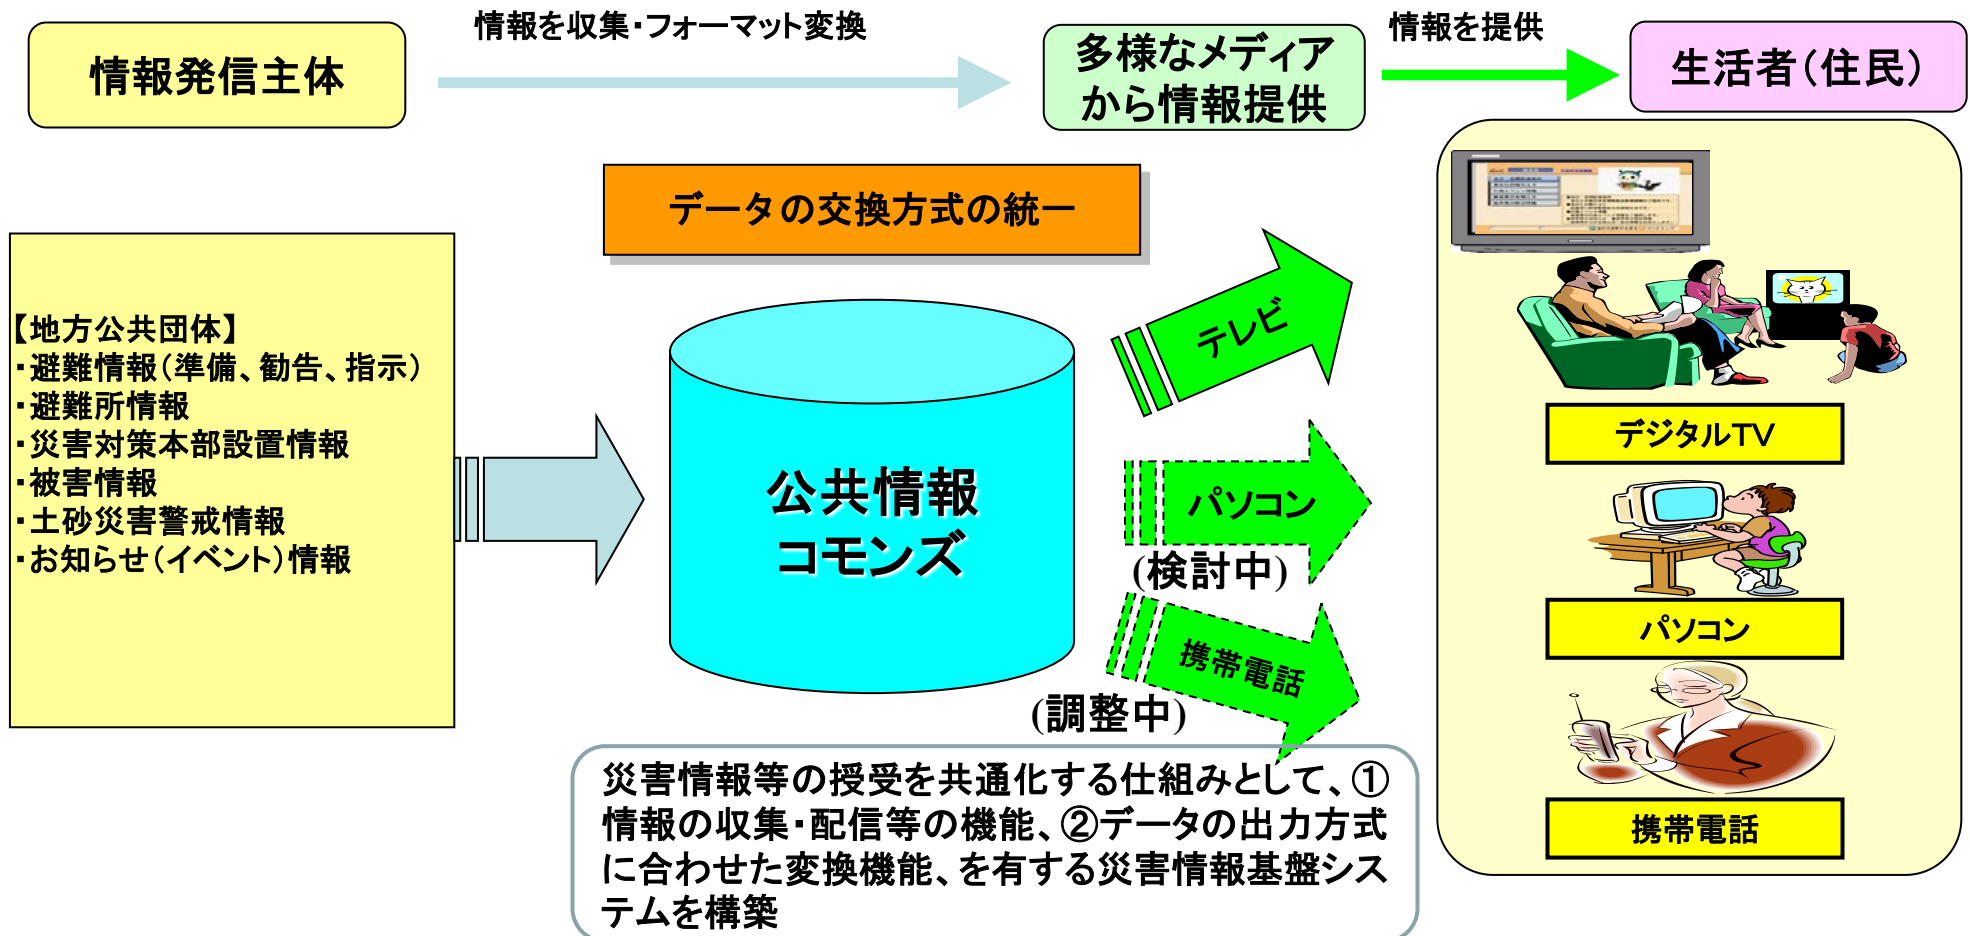 情報を収集・フォーマット変換
情報を提供
情報発信主体
多様なメディア
から情報提供
生活者（住民）
データの交換方式の統一
【地方公共団体】
・避難情報（準備、勧告、指示）
・避難所情報
・災害対策本部設置情報
・被害情報
・土砂災害警戒情報
・お知らせ（イベント）情報
公共情報
コモンズ
テレビ
パソコン
(検討中)
携帯電話
(調整中)
デジタルTV
パソコン
携帯電話
災害情報等の授受を共通化する仕組みとして、①
情報の収集・配信等の機能、②データの出力方式
に合わせた変換機能、を有する災害情報基盤シス
テムを構築